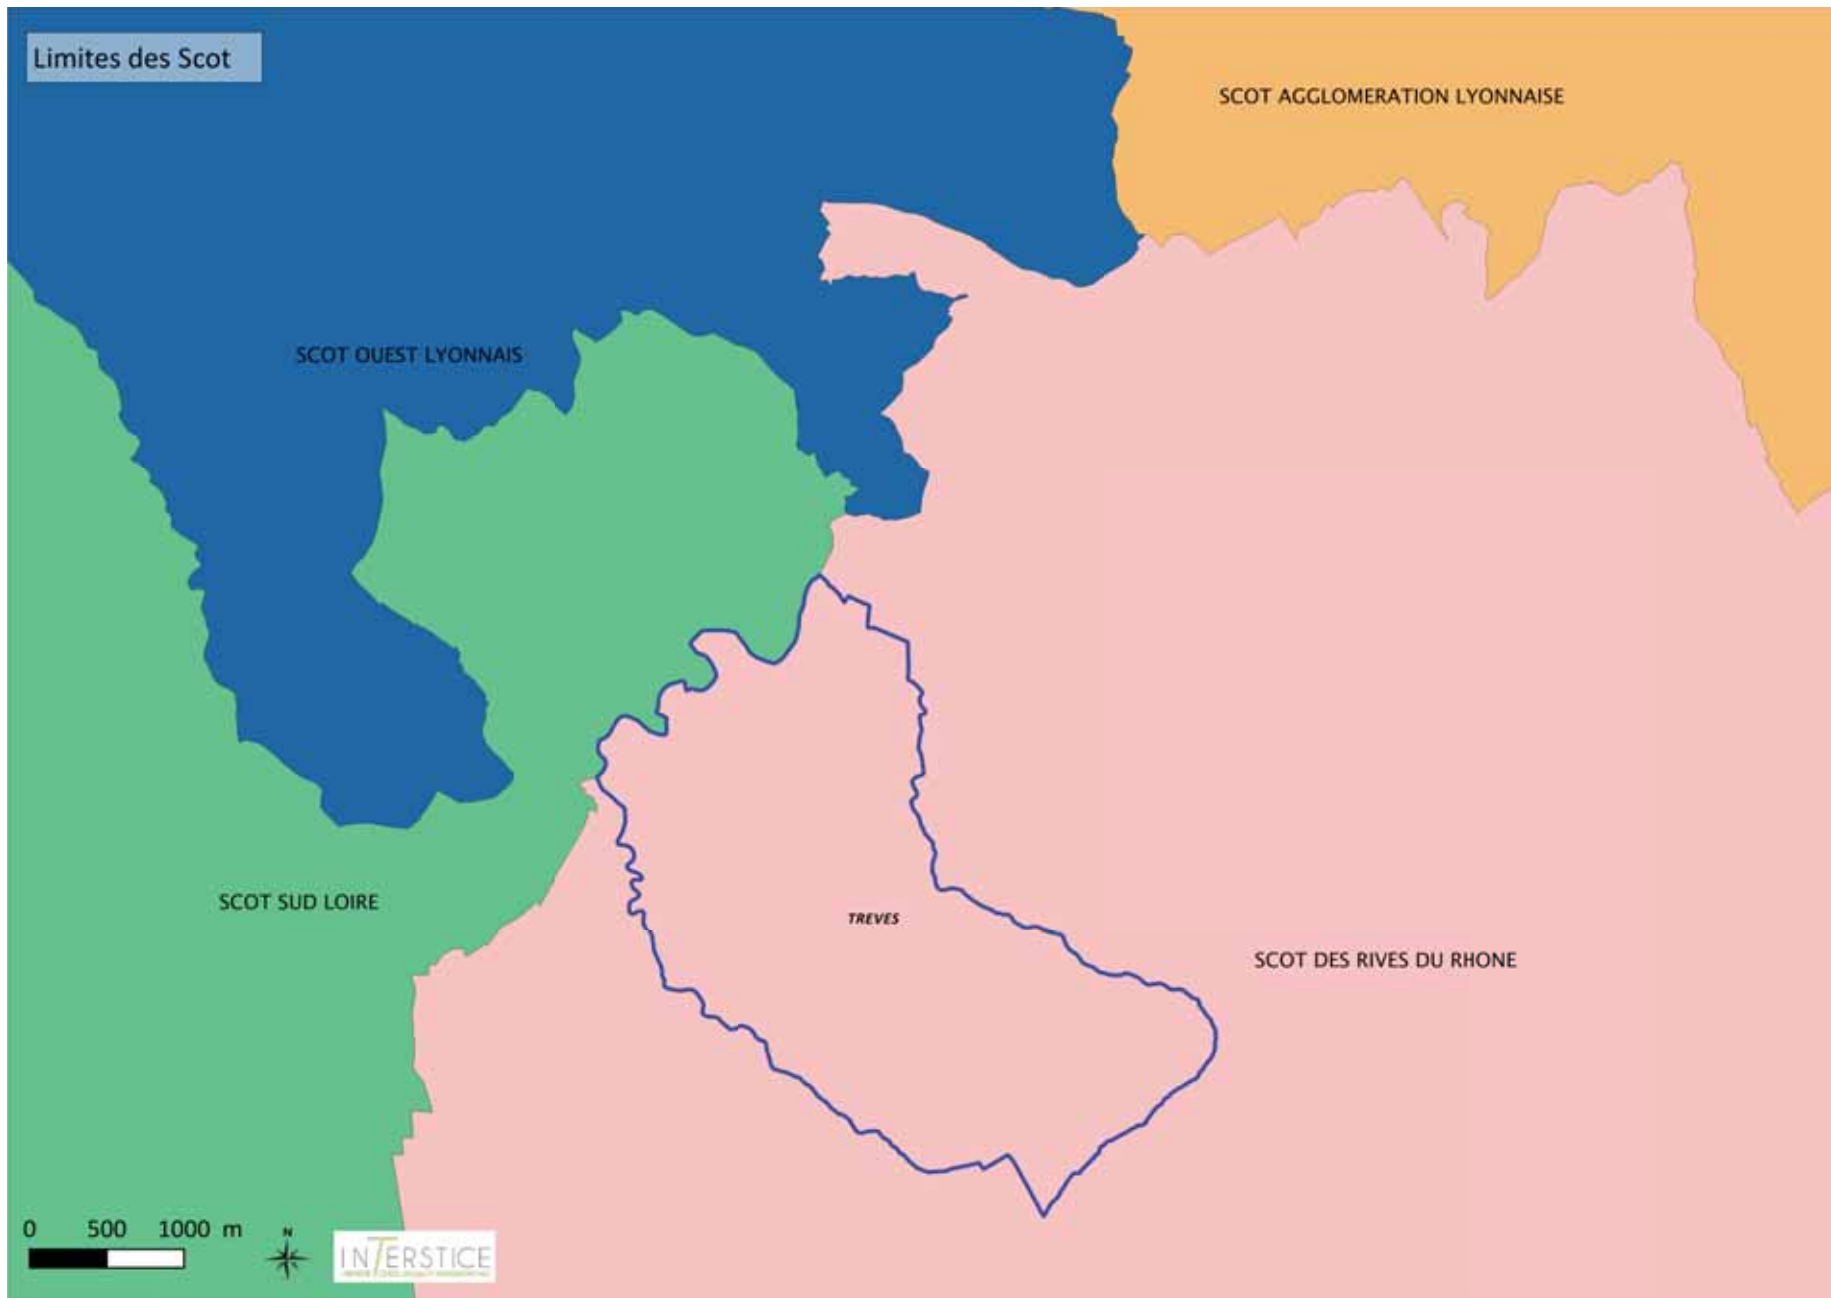 Limites des Scot
SCOT AGGLOMERATION LYONNAISE
SCOT OUEST LYONNAIS
SCOT SUD LOIRE
TREVES
SCOT DES RIVES DU RHONE
0 500 1000 m
N
INTERSTICE